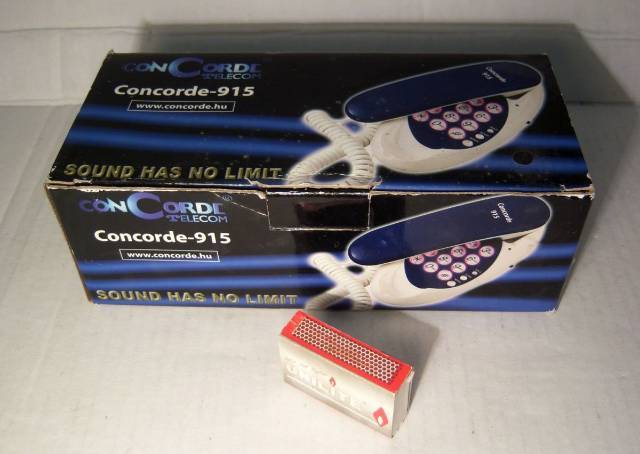 CONCORDE
TELECOM
Concorde-915
www.concorde.hu
SOUND HAS NO LIMIT
Concorde
915
CONCORDE®
TELECOM
Concorde-915
www.concorde.hu
SOUND HAS NO LIMIT
Concorde
915